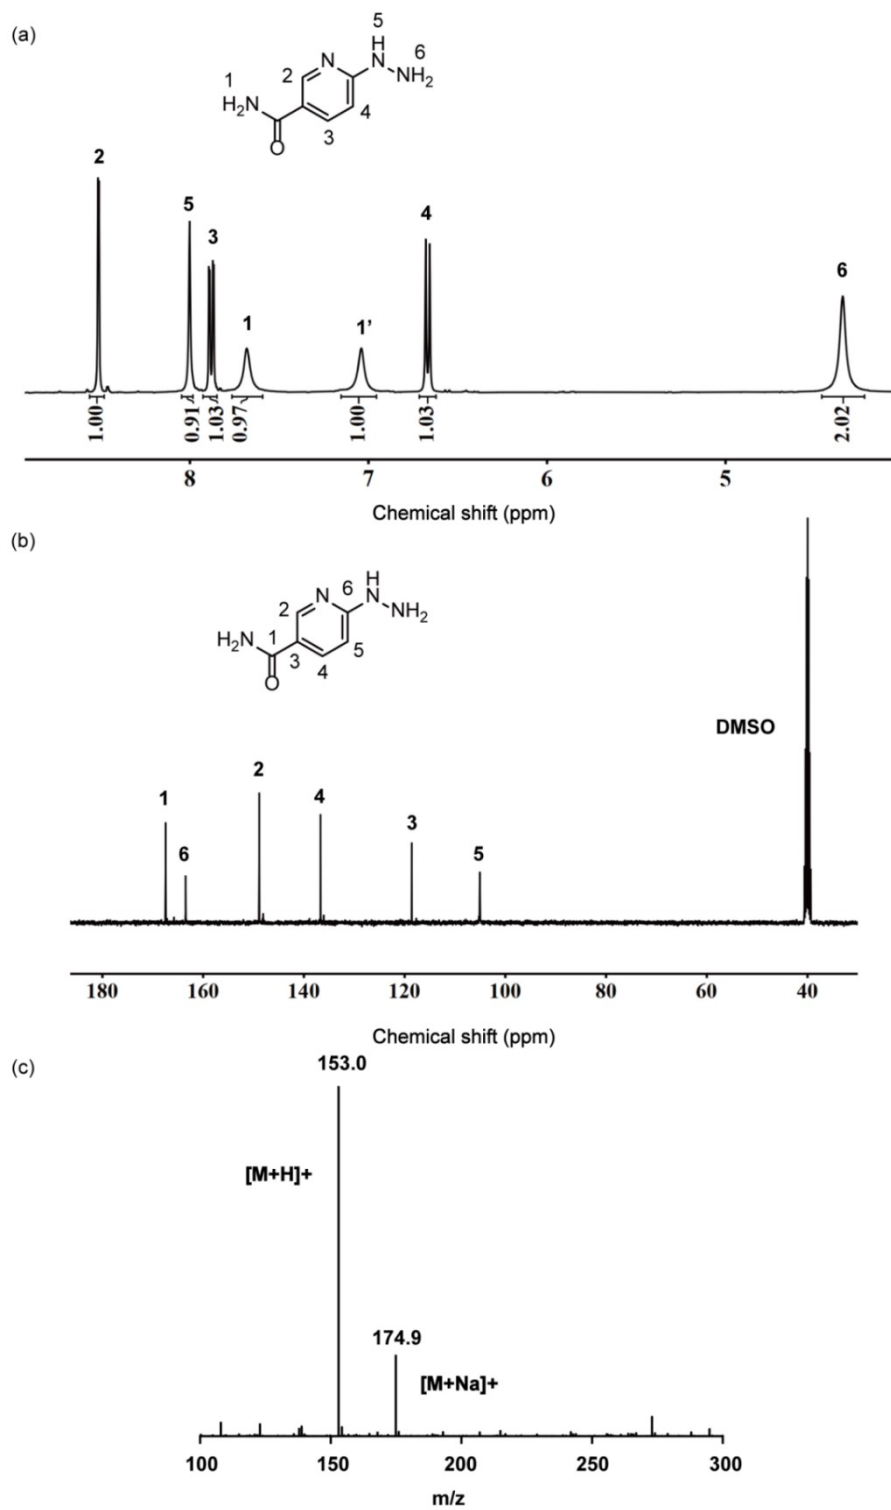 (a)
H
5
N
NH₂
6
N
2
1
H₂N
4
3
O
2
5
3
1
1’
4
6
1.00
0.91
1.03
0.97
1.00
1.03
2.02
8 7 6 5
Chemical shift (ppm)
(b)
H
6
N
NH₂
N
2
1
H₂N
3
4
5
O
DMSO
1
6
2
4
3
5
180 160 140 120 100 80 60 40
Chemical shift (ppm)
(c)
153.0
[M+H]+
174.9
[M+Na]+
100 150 200 250 300
m/z